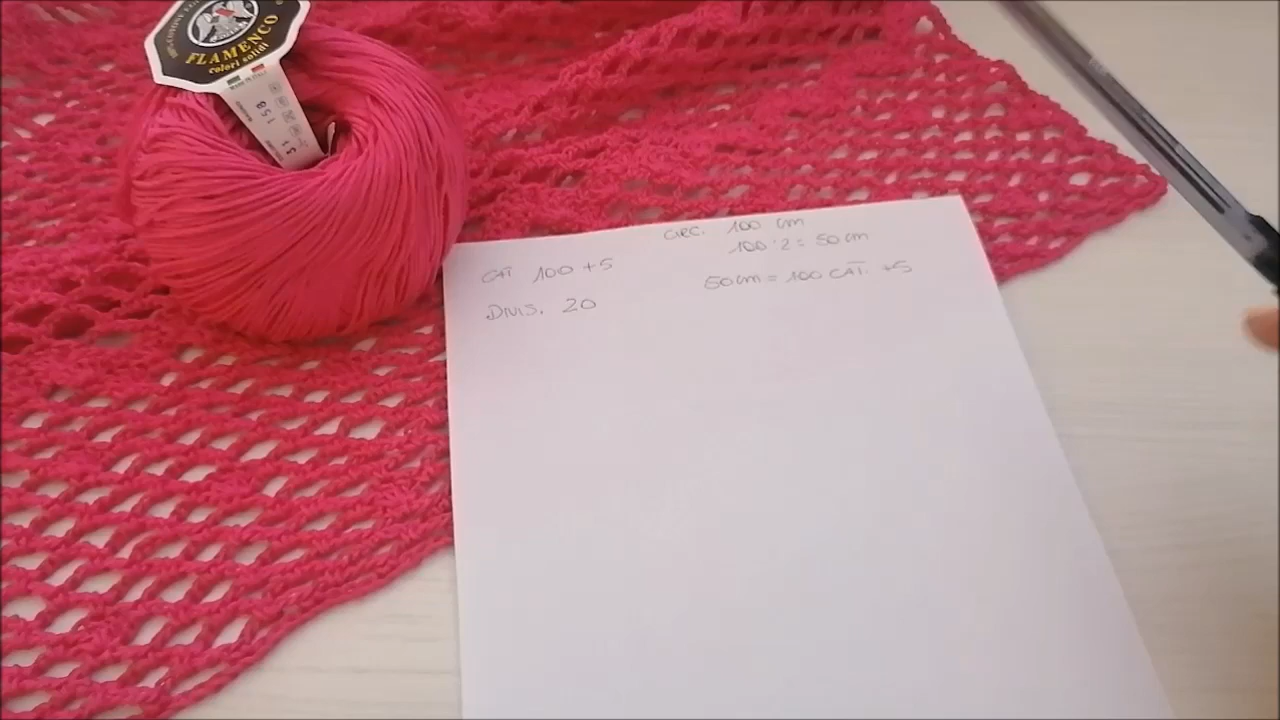 FLAMENCO
colori solidi
158
CAT 100 +5
DIVIS. 20
CIRC. 100 cm
100 : 2 = 50 cm
50 cm = 100 CAT. +5